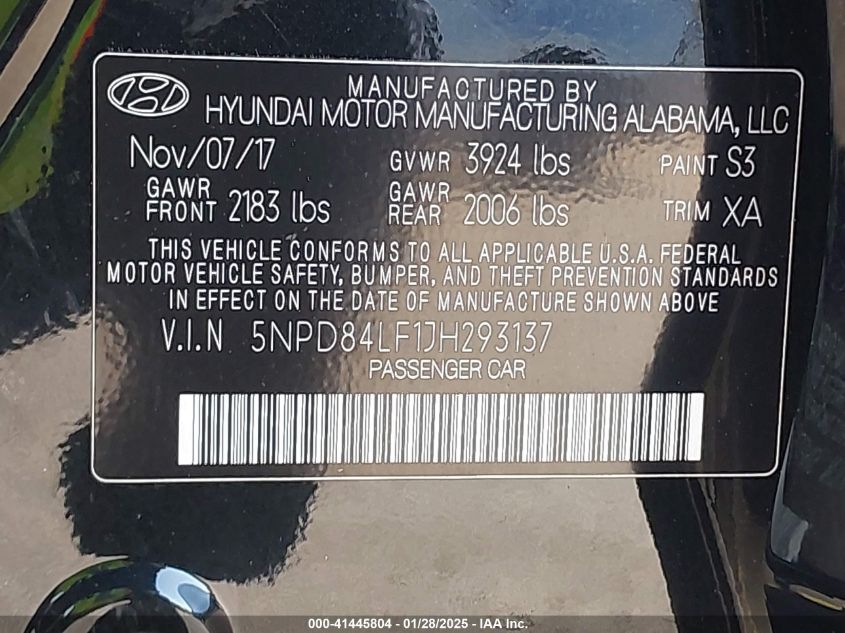 MANUFACTURED BY
HYUNDAI MOTOR MANUFACTURING ALABAMA, LLC
Nov/07/17 GVWR 3924 lbs PAINT S3
GAWR FRONT 2183 lbs GAWR REAR 2006 lbs TRIM XA
THIS VEHICLE CONFORMS TO ALL APPLICABLE U.S.A. FEDERAL
MOTOR VEHICLE SAFETY, BUMPER, AND THEFT PREVENTION STANDARDS
IN EFFECT ON THE DATE OF MANUFACTURE SHOWN ABOVE
V.I.N 5NPD84LF1JH293137
PASSENGER CAR
000-41445804 - 01/28/2025 - IAA Inc.